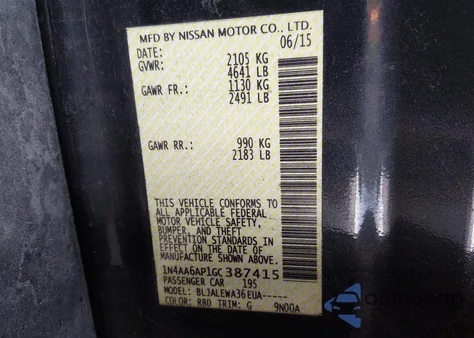 MFD BY NISSAN MOTOR CO., LTD.
DATE: 06/15
GVWR: 2105 KG
4641 LB
GAWR FR.: 1130 KG
2491 LB
GAWR RR.: 990 KG
2183 LB
THIS VEHICLE CONFORMS TO
ALL APPLICABLE FEDERAL
MOTOR VEHICLE SAFETY,
BUMPER, AND THEFT
PREVENTION STANDARDS IN
EFFECT ON THE DATE OF
MANUFACTURE SHOWN ABOVE.
1N4AA6AP1GC387415
PASSENGER CAR 195
MODEL: BLJALEWA36EUA-----
COLOR: RBD TRIM: G 9N00A